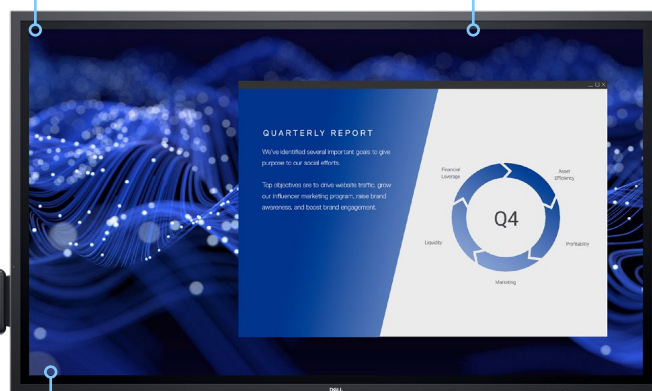 QUARTERLY REPORT
We've identified several important goals to give
purpose to our social efforts.
Top objectives are to drive website traffic, grow
our influencer marketing program, raise brand
awareness, and boost brand engagement.
Financial
Leverage
Asset
Efficiency
Q4
Liquidity
Profitability
Marketing
DELL